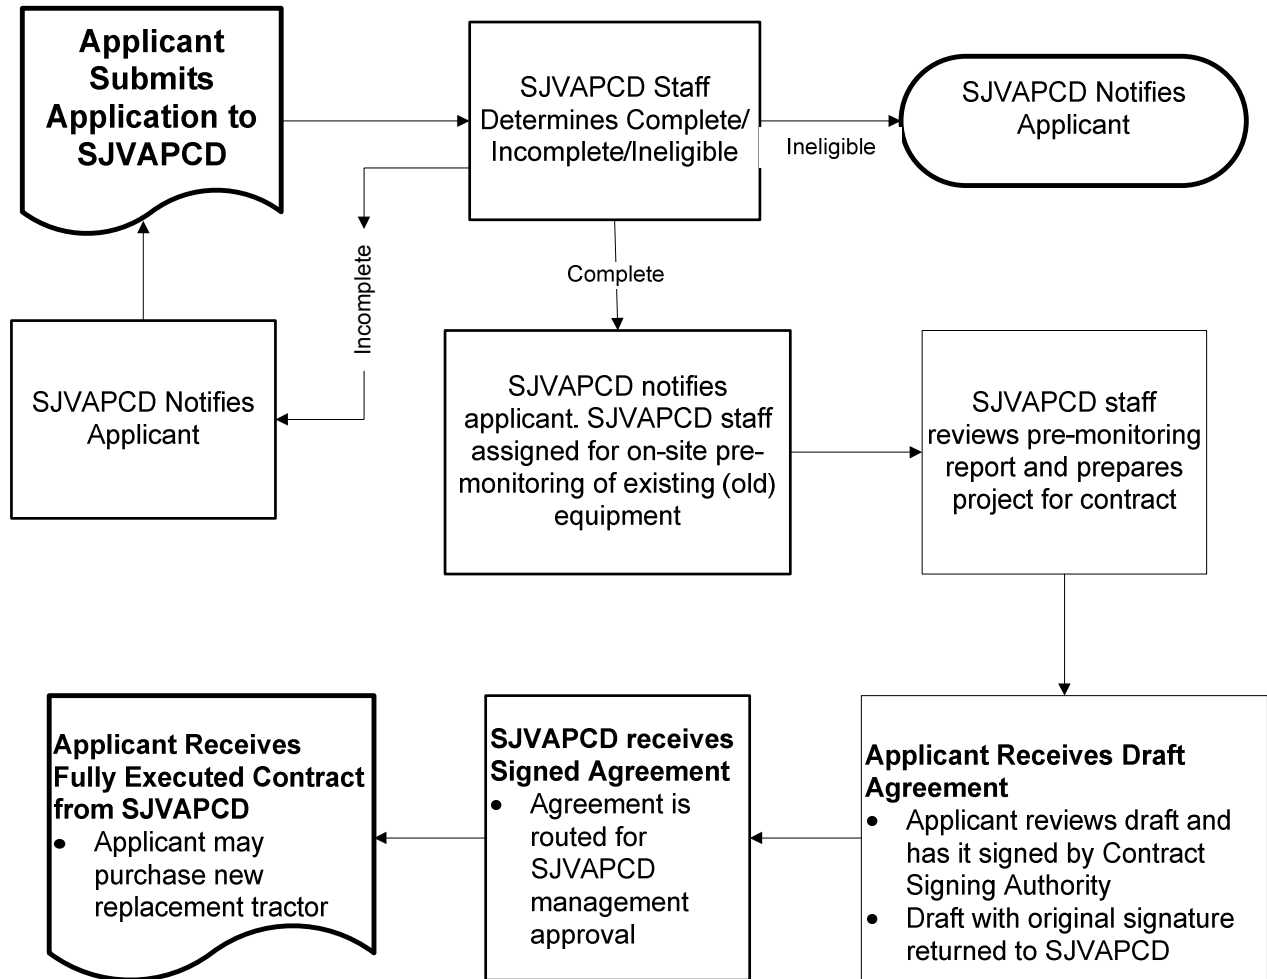 Applicant
Submits
Application to
SJVAPCD
SJVAPCD Staff
Determines Complete/
Incomplete/Ineligible
Ineligible
SJVAPCD Notifies
Applicant
Incomplete
Complete
SJVAPCD Notifies
Applicant
SJVAPCD notifies
applicant. SJVAPCD staff
assigned for on-site pre-
monitoring of existing (old)
equipment
SJVAPCD staff
reviews pre-monitoring
report and prepares
project for contract
Applicant Receives Draft
Agreement
• Applicant reviews draft and
has it signed by Contract
Signing Authority
• Draft with original signature
returned to SJVAPCD
SJVAPCD receives
Signed Agreement
• Agreement is
routed for
SJVAPCD
management
approval
Applicant Receives
Fully Executed Contract
from SJVAPCD
• Applicant may
purchase new
replacement tractor